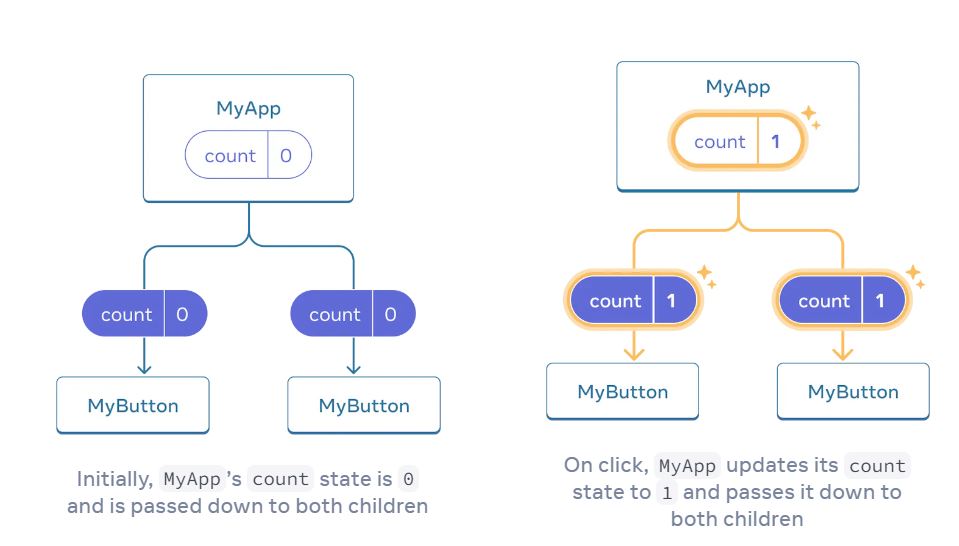 MyApp
count 0
count 0
count 0
MyButton
MyButton
Initially, MyApp’s count state is 0
and is passed down to both children
MyApp
count 1
count 1
count 1
MyButton
MyButton
On click, MyApp updates its count
state to 1 and passes it down to
both children